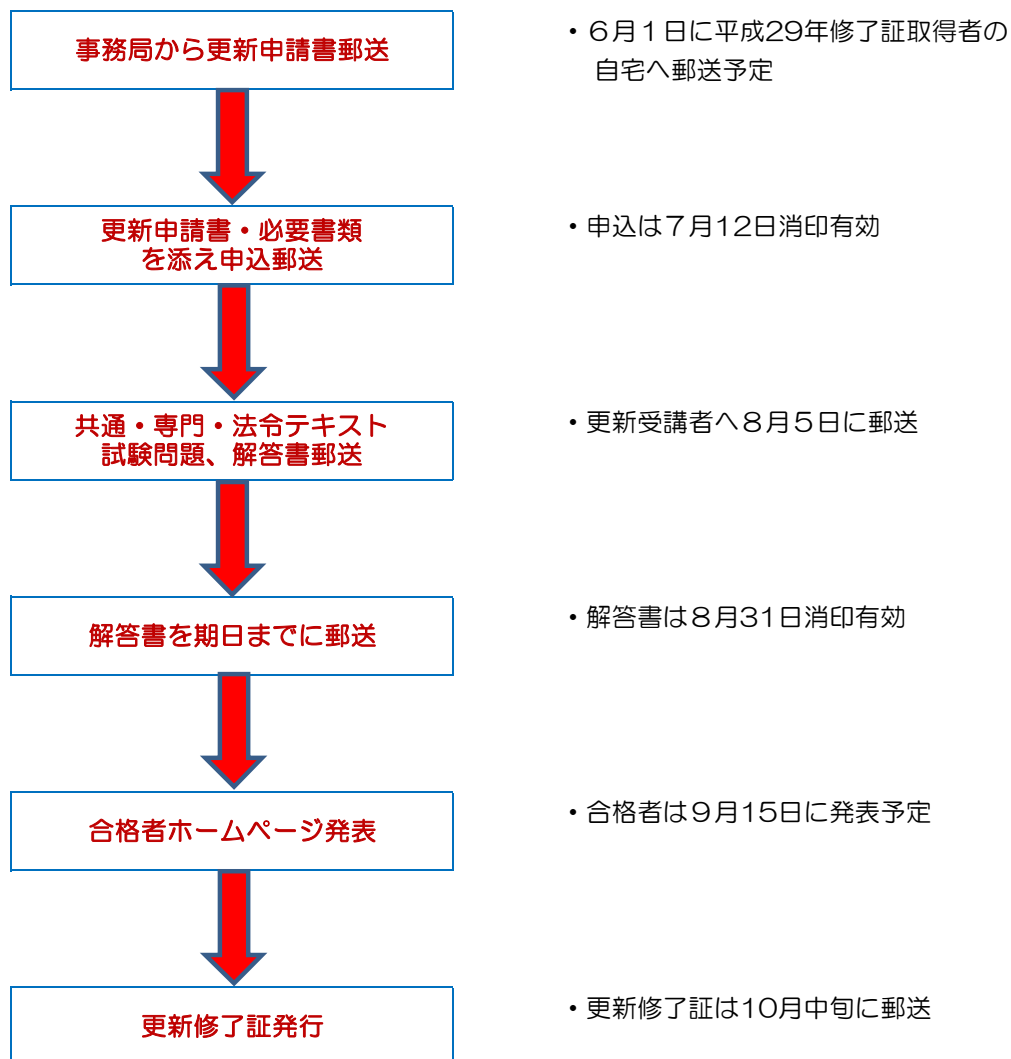 事務局から更新申請書郵送
・６月１日に平成29年修了証取得者の
自宅へ郵送予定
更新申請書・必要書類
を添え申込郵送
・申込は７月12日消印有効
共通・専門・法令テキスト
試験問題、解答書郵送
・更新受講者へ８月５日に郵送
解答書を期日までに郵送
・解答書は８月31日消印有効
合格者ホームページ発表
・合格者は９月15日に発表予定
更新修了証発行
・更新修了証は10月中旬に郵送